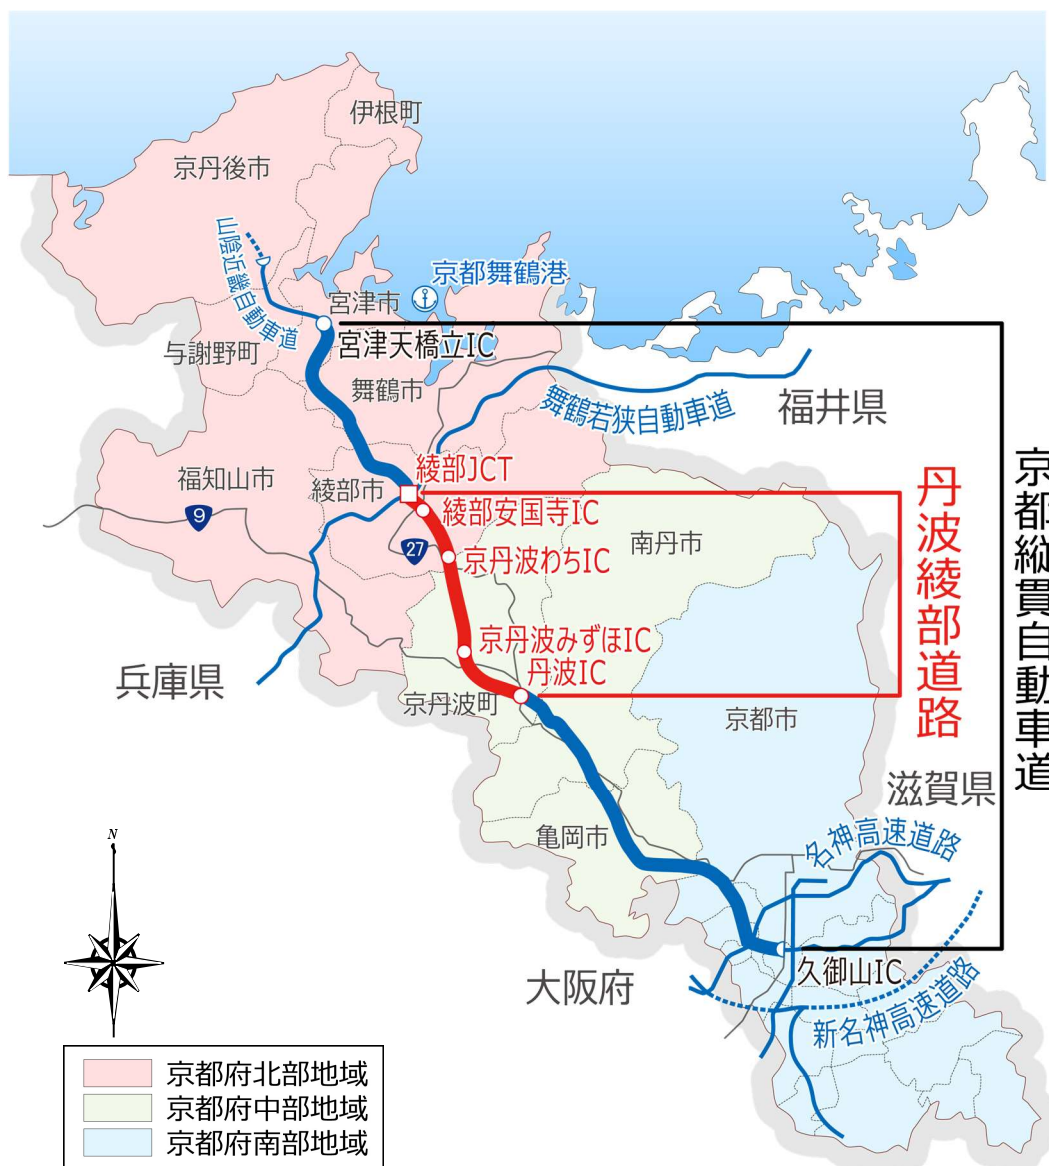 伊根町
京丹後市
山陰近畿自動車道
京都舞鶴港
宮津市
宮津天橋立IC
与謝野町
舞鶴市
舞鶴若狭自動車道
福井県
綾部JCT
福知山市
綾部市
綾部安国寺IC
9
27
南丹市
京丹波わちIC
丹波綾部道路
京都縦貫自動車道
京丹波みずほIC
丹波IC
兵庫県
京丹波町
京都市
滋賀県
亀岡市
名神高速道路
N
久御山IC
大阪府
新名神高速道路
京都府北部地域
京都府中部地域
京都府南部地域